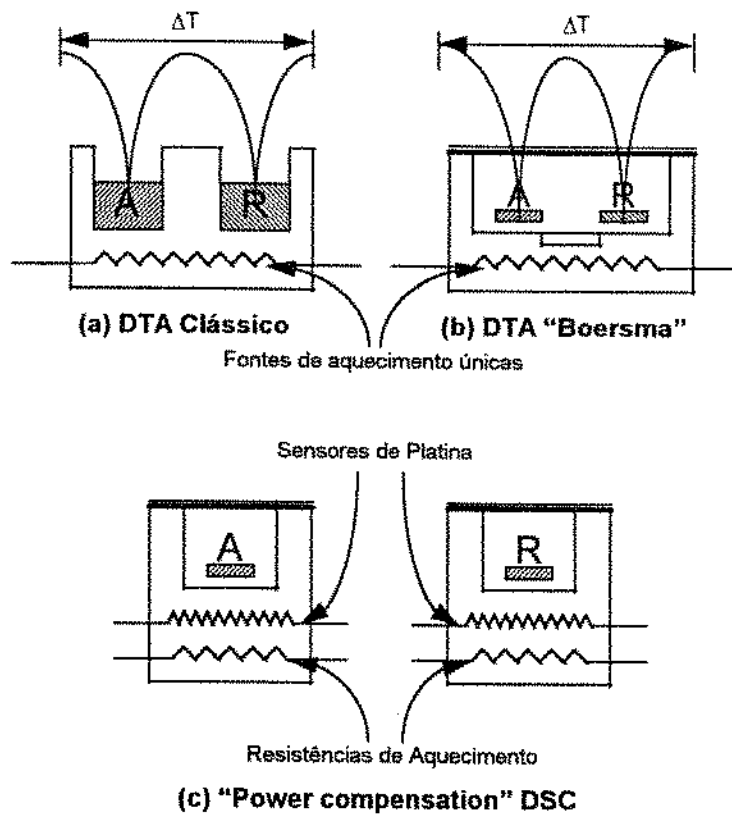 ΔT
ΔT
A
R
A
R
(a) DTA Clássico
(b) DTA “Boersma”
Fontes de aquecimento únicas
Sensores de Platina
A
R
Resistências de Aquecimento
(c) “Power compensation” DSC